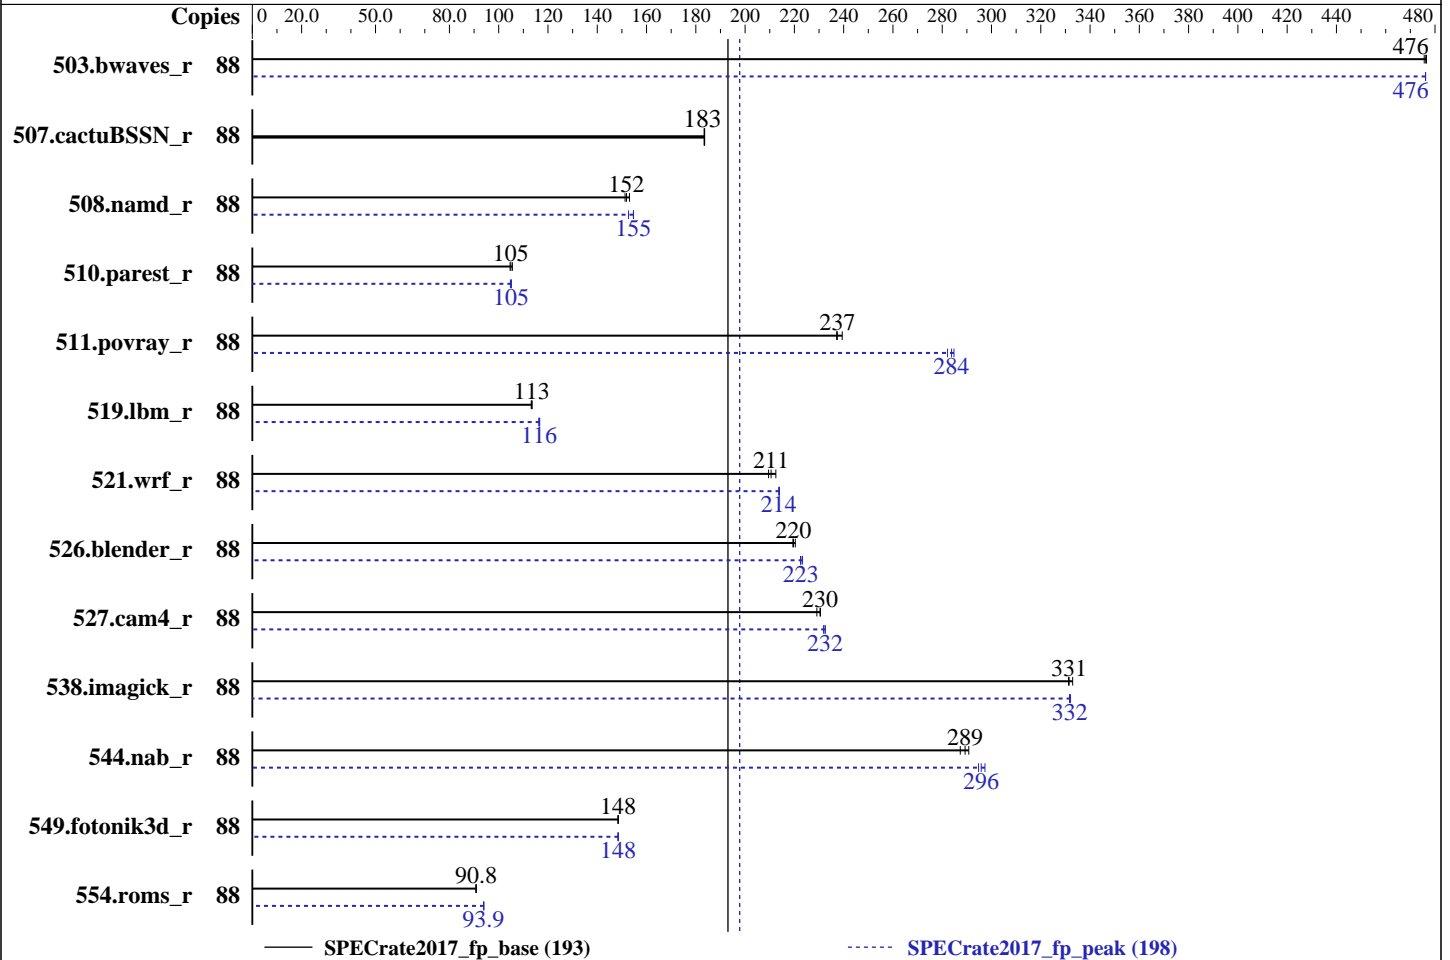 Copies 0 20.0 50.0 80.0 100 120 140 160 180 200 220 240 260 280 300 320 340 360 380 400 420 440 480
503.bwaves_r 88 476
476
507.cactuBSSN_r 88 183
508.namd_r 88 152
155
510.parest_r 88 105
105
511.povray_r 88 237
284
519.lbm_r 88 113
116
521.wrf_r 88 211
214
526.blender_r 88 220
223
527.cam4_r 88 230
232
538.imagick_r 88 331
332
544.nab_r 88 289
296
549.fotonik3d_r 88 148
148
554.roms_r 88 90.8
93.9
SPECrate2017_fp_base (193) SPECrate2017_fp_peak (198)